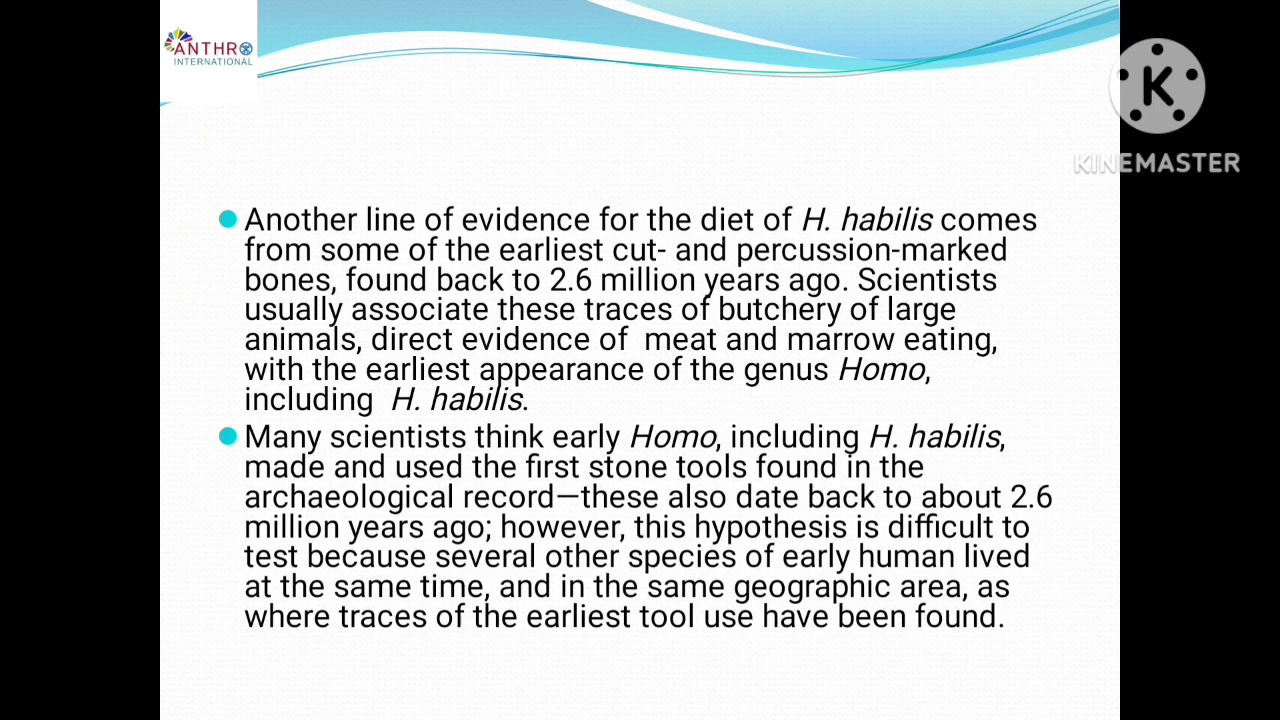 ANTHRO
INTERNATIONAL
K
KINEMASTER
Another line of evidence for the diet of H. habilis comes
from some of the earliest cut- and percussion-marked
bones, found back to 2.6 million years ago. Scientists
usually associate these traces of butchery of large
animals, direct evidence of  meat and marrow eating,
with the earliest appearance of the genus Homo,
including  H. habilis.
Many scientists think early Homo, including H. habilis,
made and used the first stone tools found in the
archaeological record—these also date back to about 2.6
million years ago; however, this hypothesis is difficult to
test because several other species of early human lived
at the same time, and in the same geographic area, as
where traces of the earliest tool use have been found.